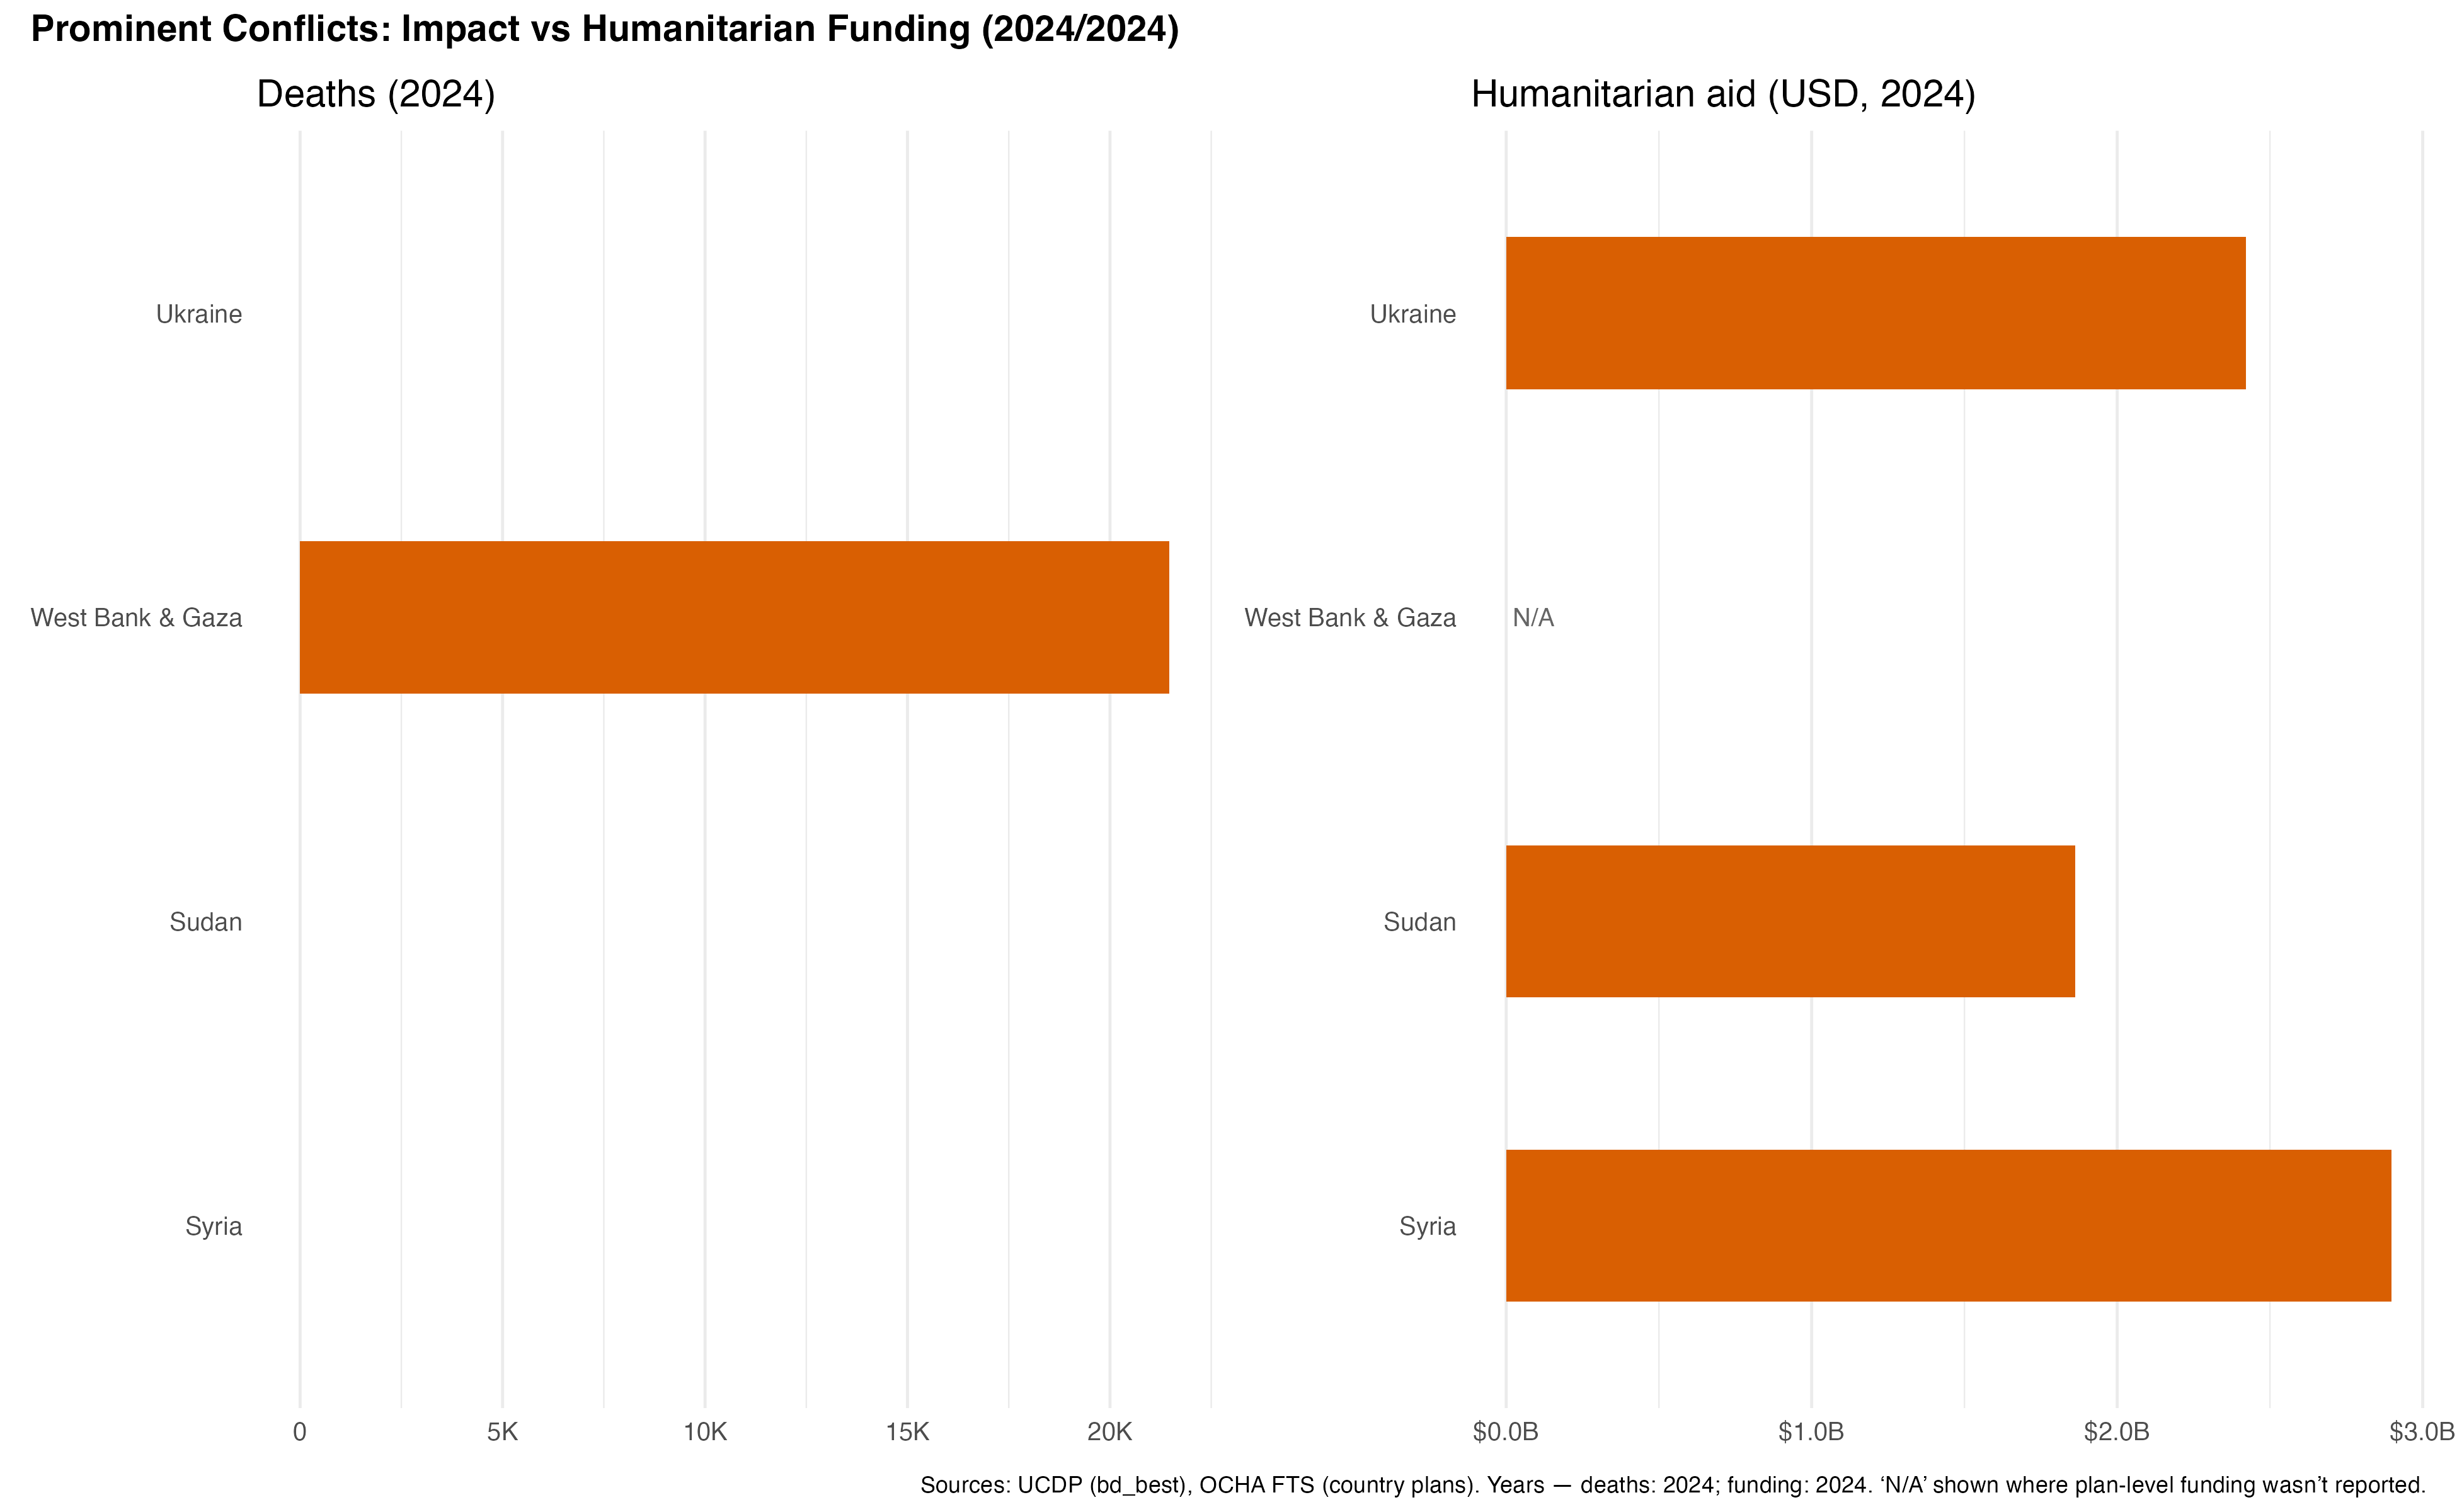 Prominent Conflicts: Impact vs Humanitarian Funding (2024/2024)
Deaths (2024)
Ukraine
West Bank & Gaza
Sudan
Syria
0 5K 10K 15K 20K
Humanitarian aid (USD, 2024)
Ukraine
West Bank & Gaza N/A
Sudan
Syria
$0.0B $1.0B $2.0B $3.0B
Sources: UCDP (bd_best), OCHA FTS (country plans). Years — deaths: 2024; funding: 2024. ‘N/A’ shown where plan-level funding wasn’t reported.